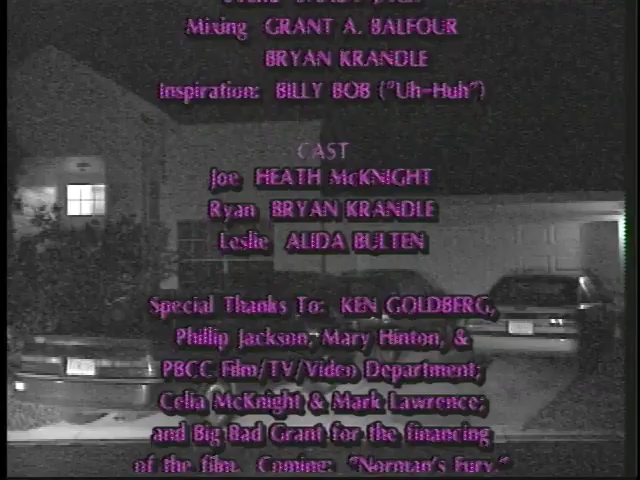 Mixing GRANT A. BALFOUR
BRYAN KRANDLE
Inspiration: BILLY BOB ("Uh-Huh")
CAST
Joe HEATH McKNIGHT
Ryan BRYAN KRANDLE
Leslie ALIDA BULTEN
Special Thanks To: KEN GOLDBERG,
Phillip Jackson, Mary Hinton, &
PBCC Film/TV/Video Department;
Celia McKnight & Mark Lawrence;
and Big Bad Grant for the financing
of the film. Coming: "Norman's Fury."